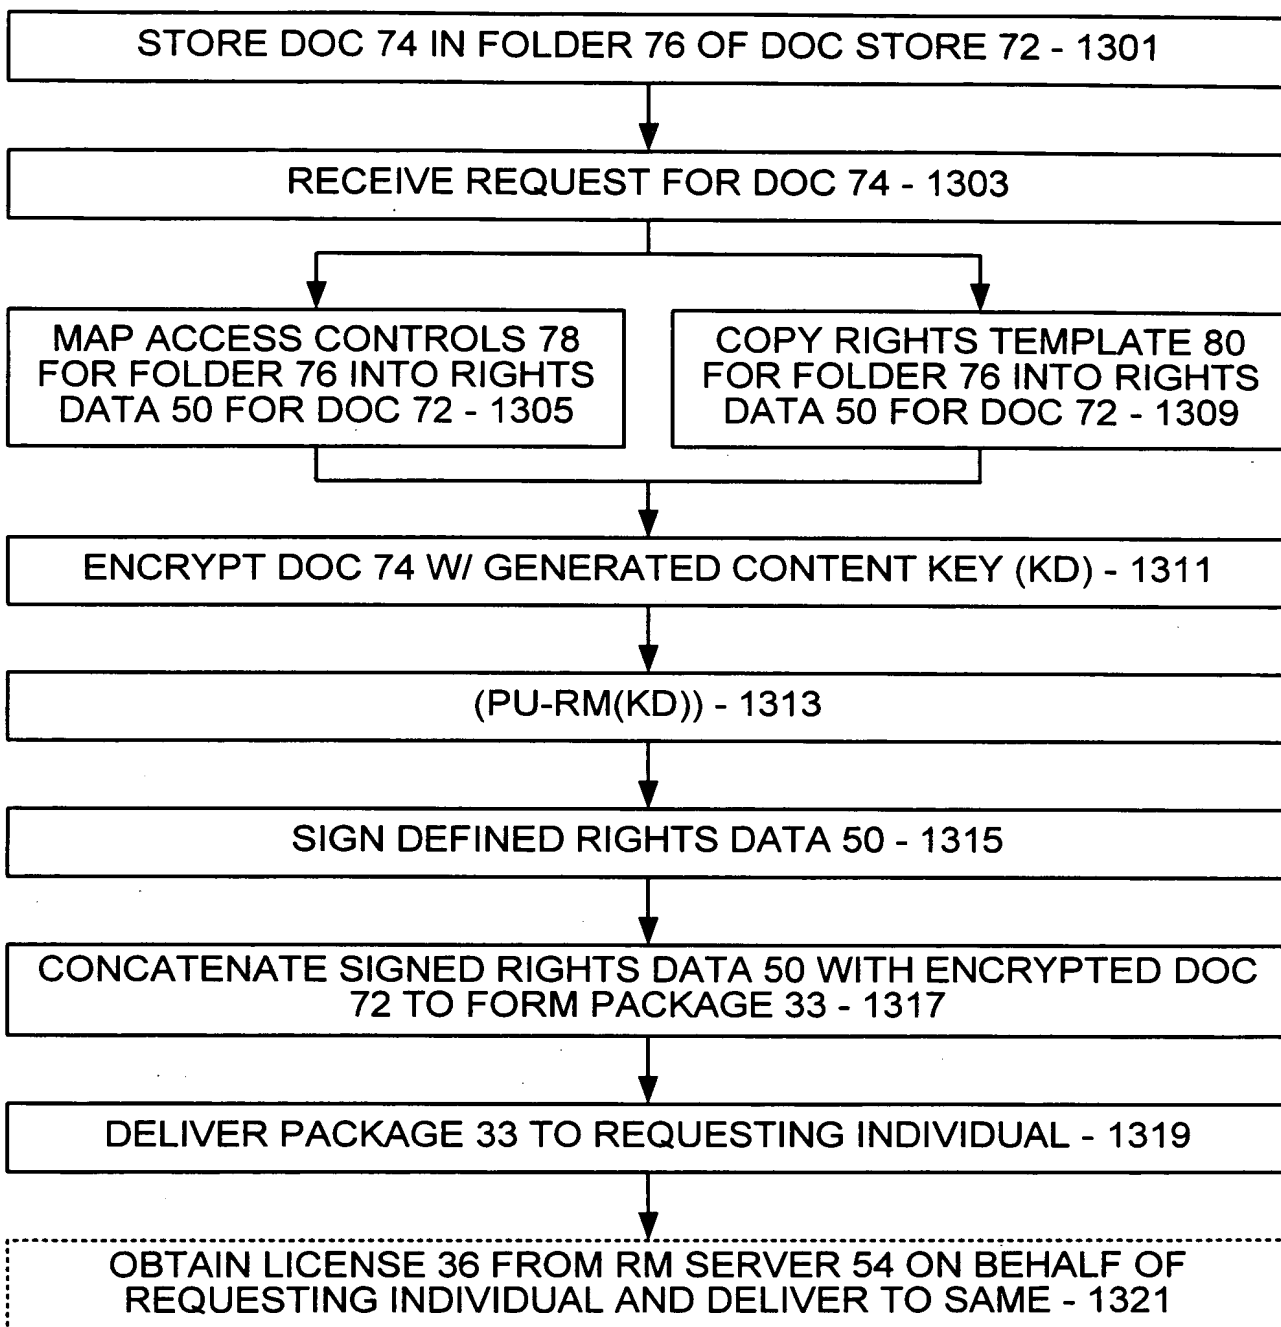 STORE DOC 74 IN FOLDER 76 OF DOC STORE 72 - 1301
RECEIVE REQUEST FOR DOC 74 - 1303
MAP ACCESS CONTROLS 78
FOR FOLDER 76 INTO RIGHTS
DATA 50 FOR DOC 72 - 1305
COPY RIGHTS TEMPLATE 80
FOR FOLDER 76 INTO RIGHTS
DATA 50 FOR DOC 72 - 1309
ENCRYPT DOC 74 W/ GENERATED CONTENT KEY (KD) - 1311
(PU-RM(KD)) - 1313
SIGN DEFINED RIGHTS DATA 50 - 1315
CONCATENATE SIGNED RIGHTS DATA 50 WITH ENCRYPTED DOC
72 TO FORM PACKAGE 33 - 1317
DELIVER PACKAGE 33 TO REQUESTING INDIVIDUAL - 1319
OBTAIN LICENSE 36 FROM RM SERVER 54 ON BEHALF OF
REQUESTING INDIVIDUAL AND DELIVER TO SAME - 1321